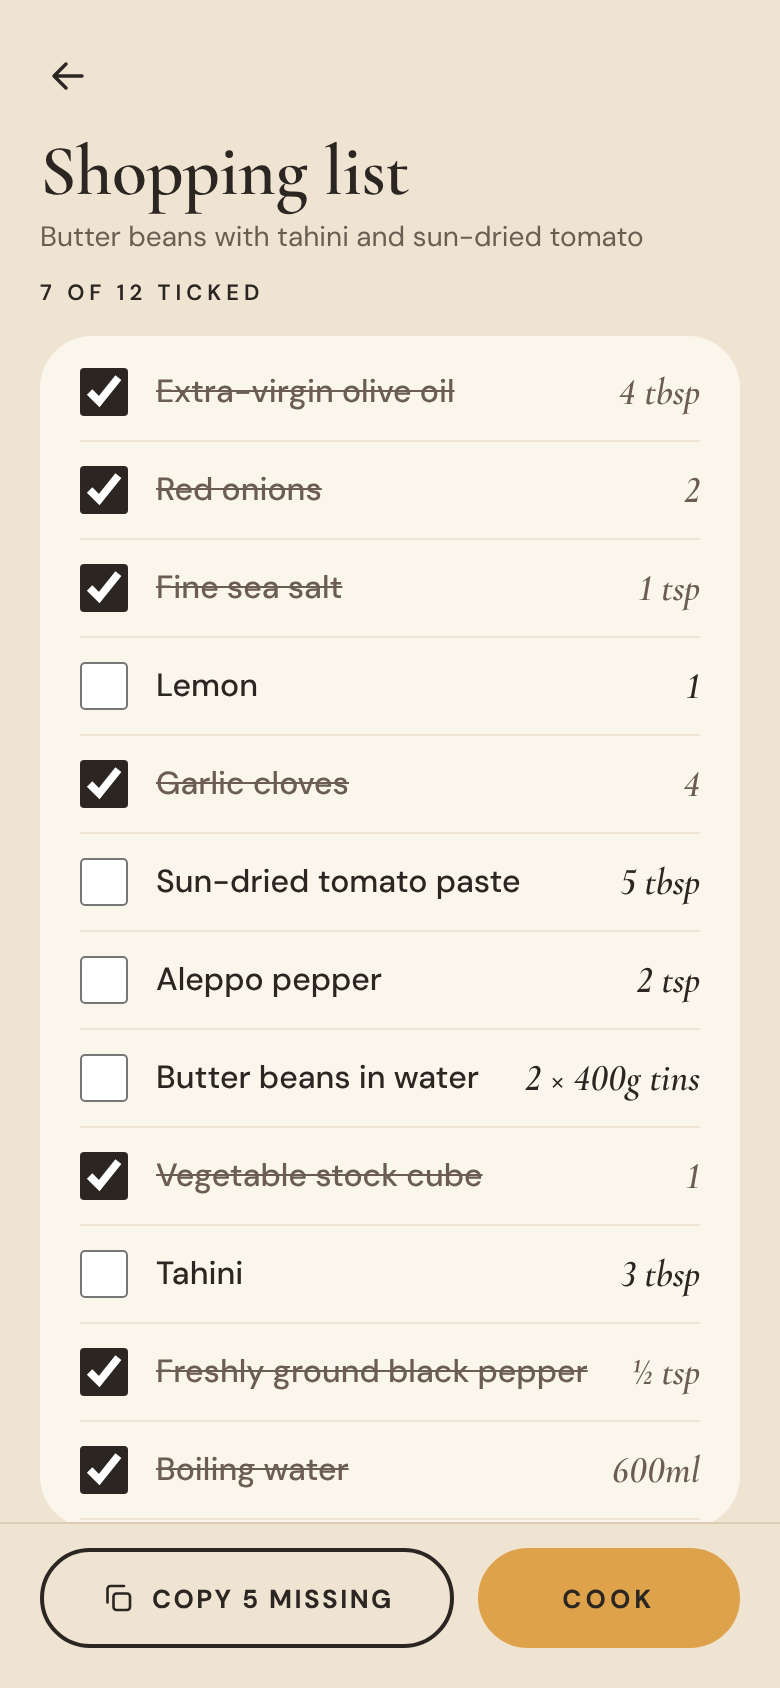 Shopping list
Butter beans with tahini and sun-dried tomato
7 OF 12 TICKED
Extra-virgin olive oil 4 tbsp
Red onions 2
Fine sea salt 1 tsp
Lemon 1
Garlic cloves 4
Sun-dried tomato paste 5 tbsp
Aleppo pepper 2 tsp
Butter beans in water 2 × 400g tins
Vegetable stock cube 1
Tahini 3 tbsp
Freshly ground black pepper ½ tsp
Boiling water 600ml
COPY 5 MISSING COOK